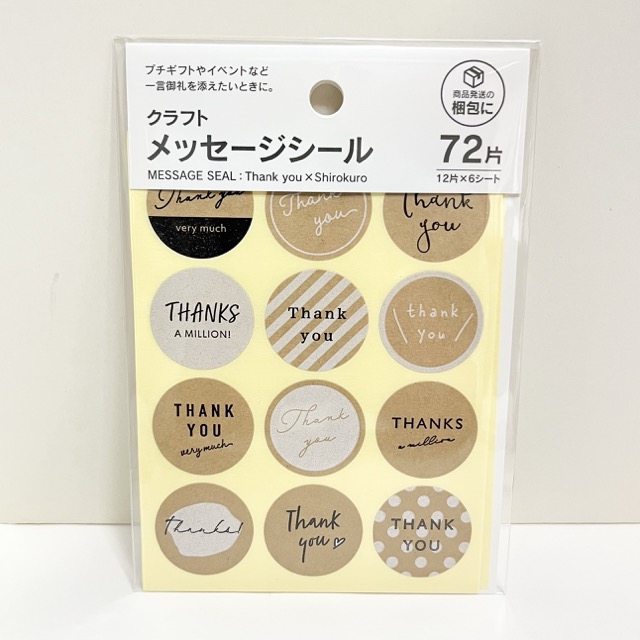 プチギフトやイベントなど
一言御礼を添えたいときに。
商品発送の
梱包に
クラフト
メッセージシール
72片
MESSAGE SEAL : Thank you×Shirokuro
12片×6シート
Thank you
very much
Thank
you
Thank
you
THANKS
A MILLION!
Thank
you
thank
you
THANK
YOU
very much
Thank
you
THANKS
a million
Thanks!
Thank
you
THANK
YOU